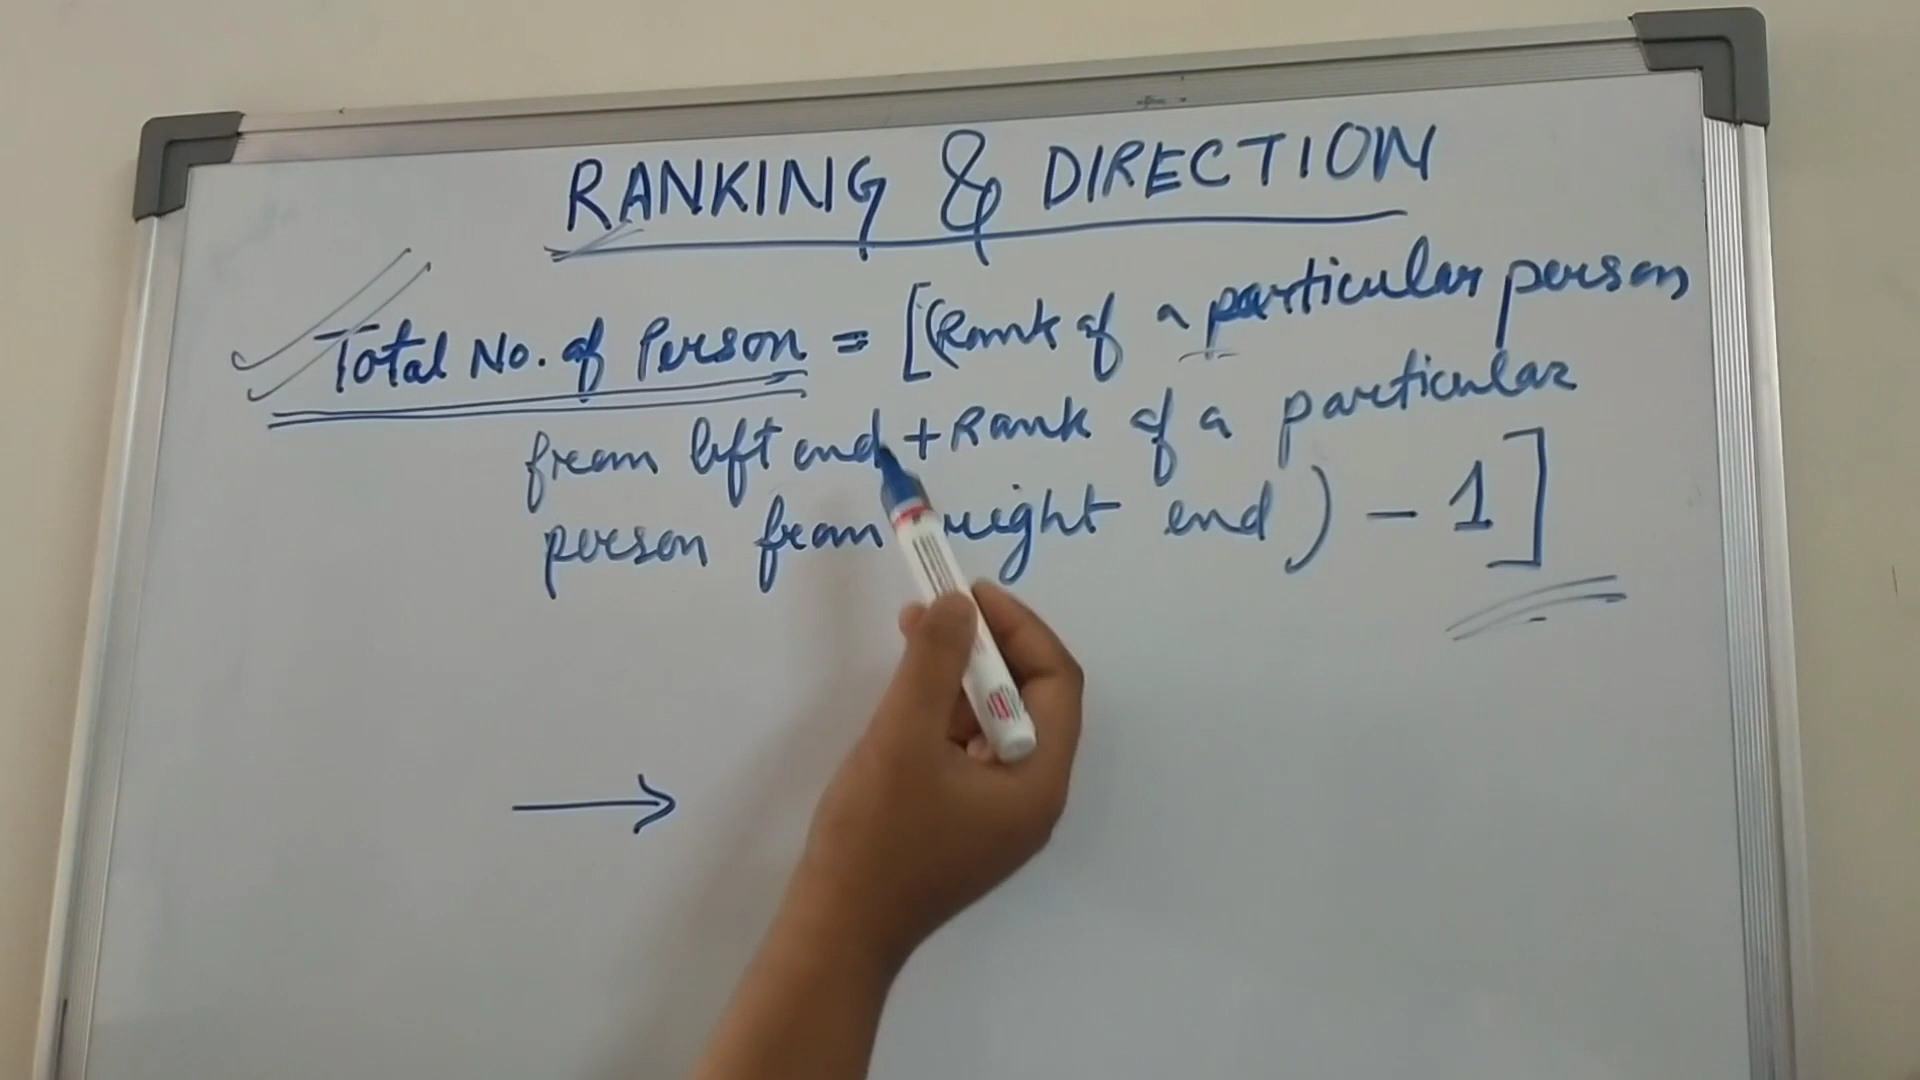 RANKING & DIRECTION
Total No. of Person = [(Rank of a particular person
from left end + Rank of a particular
person from right end) - 1]